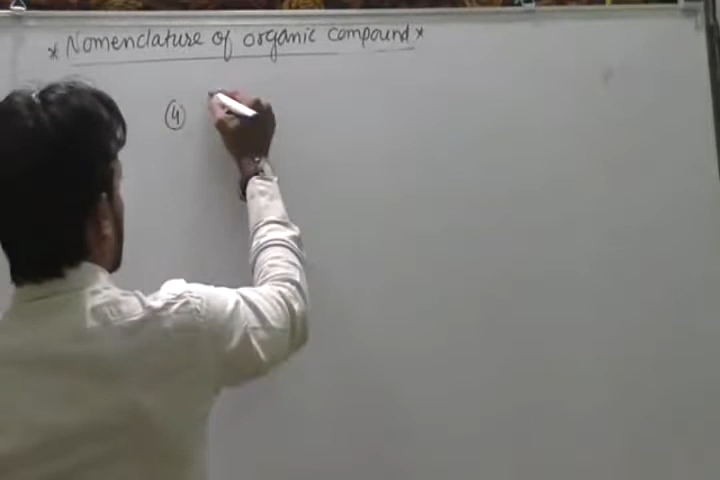 * Nomenclature of organic compound *
④